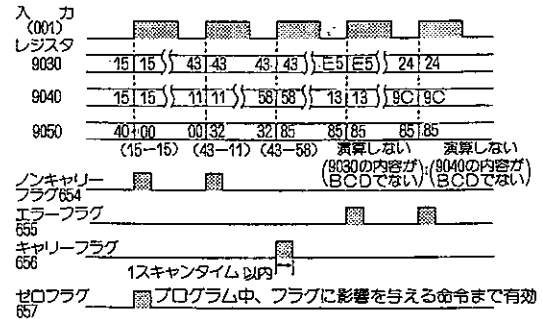 入 力
(001)
レジスタ
9030 15 15 43 43 43 43 E5 E5 24 24
9040 15 15 11 11 58 58 13 13 9C 9C
9050 40 00 00 32 32 85 85 85 85 85
(15-15) (43-11) (43-58) 演算しない 演算しない
(9030の内容がBCDでない) (9040の内容がBCDでない)
ノンキャリー
フラグ654
エラーフラグ
655
キャリーフラグ
656
1スキャンタイム以内
ゼロフラグ
657
プログラム中、フラグに影響を与える命令まで有効